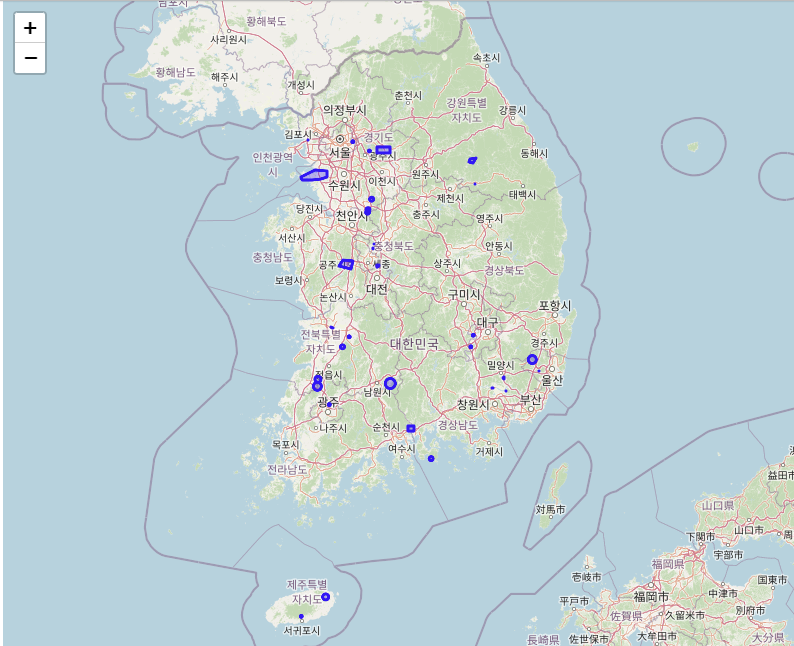 +
−
황해북도
사리원시
황해남도
해주시
개성시
속초시
춘천시
의정부시
강원특별
자치도
강릉시
김포시
경기도
서울
광주시
동해시
인천광역
시
수원시
이천시
원주시
태백시
당진시
천안시
제천시
충주시
영주시
서산시
충청북도
안동시
충청남도
공주시
세종
상주시
경상북도
보령시
대전
논산시
구미시
포항시
전북특별
자치도
대한민국
대구
경주시
정읍시
밀양시
남원시
울산
광주
창원시
부산
나주시
순천시
경상남도
목포시
여수시
거제시
전라남도
対馬市
益田市
山口県
山口市
下関市
宇部市
周
福岡県
壱岐市
国東市
제주특별
자치도
平戸市
福岡市
中津市
別府市
佐賀県
久留米市
서귀포시
長崎県
佐世保市
大牟田市
大分県